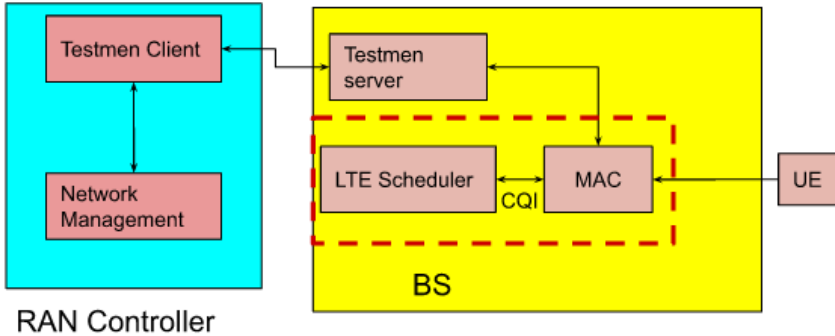 Testmen Client
Testmen
server
LTE Scheduler
MAC
UE
CQI
Network
Management
BS
RAN Controller